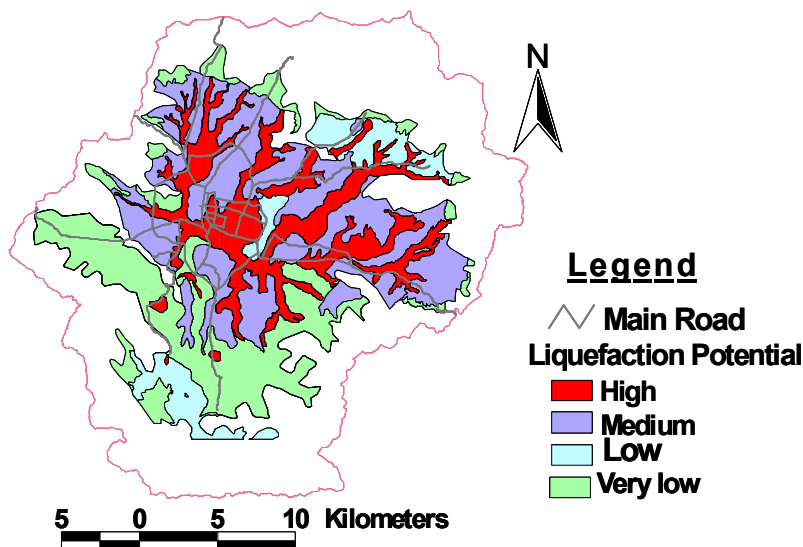 N
Legend
Main Road
Liquefaction Potential
High
Medium
Low
Very low
5 0 5 10 Kilometers